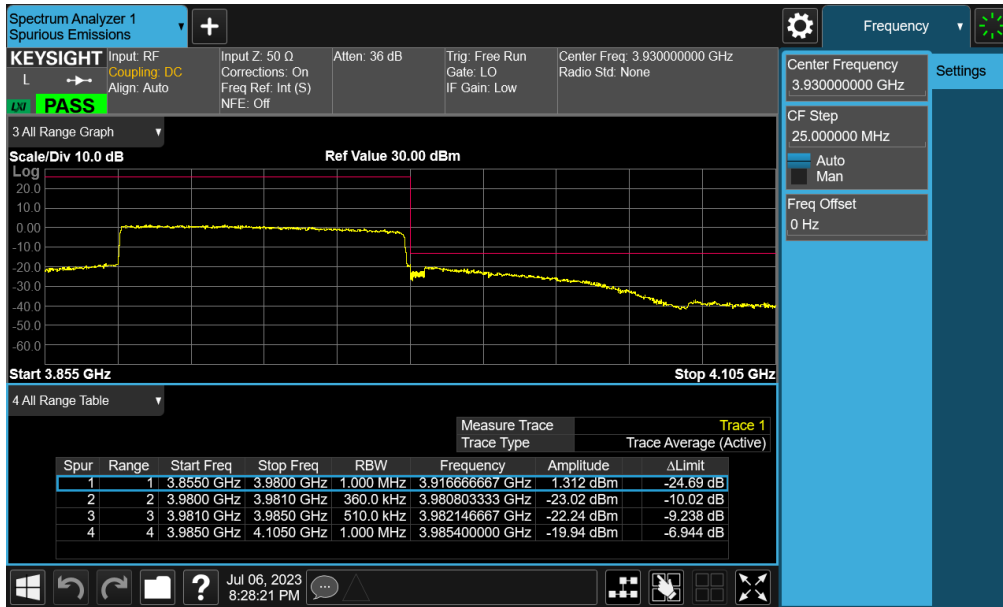 Spectrum Analyzer 1
Spurious Emissions
Frequency
KEYSIGHT
L
LXI PASS
Input: RF
Coupling: DC
Align: Auto
Input Z: 50 Ω
Corrections: On
Freq Ref: Int (S)
NFE: Off
Atten: 36 dB
Trig: Free Run
Gate: LO
IF Gain: Low
Center Freq: 3.930000000 GHz
Radio Std: None
Center Frequency
3.930000000 GHz
Settings
CF Step
25.000000 MHz
Auto
Man
Freq Offset
0 Hz
3 All Range Graph
Scale/Div 10.0 dB Ref Value 30.00 dBm
Log
20.0
10.0
0.00
-10.0
-20.0
-30.0
-40.0
-50.0
-60.0
Start 3.855 GHz Stop 4.105 GHz
4 All Range Table
Measure Trace Trace 1
Trace Type Trace Average (Active)
Spur Range Start Freq Stop Freq RBW Frequency Amplitude ΔLimit
1 1 3.8550 GHz 3.9800 GHz 1.000 MHz 3.916666667 GHz 1.312 dBm -24.69 dB
2 2 3.9800 GHz 3.9810 GHz 360.0 kHz 3.980803333 GHz -23.02 dBm -10.02 dB
3 3 3.9810 GHz 3.9850 GHz 510.0 kHz 3.982146667 GHz -22.24 dBm -9.238 dB
4 4 3.9850 GHz 4.1050 GHz 1.000 MHz 3.985400000 GHz -19.94 dBm -6.944 dB
Jul 06, 2023
8:28:21 PM